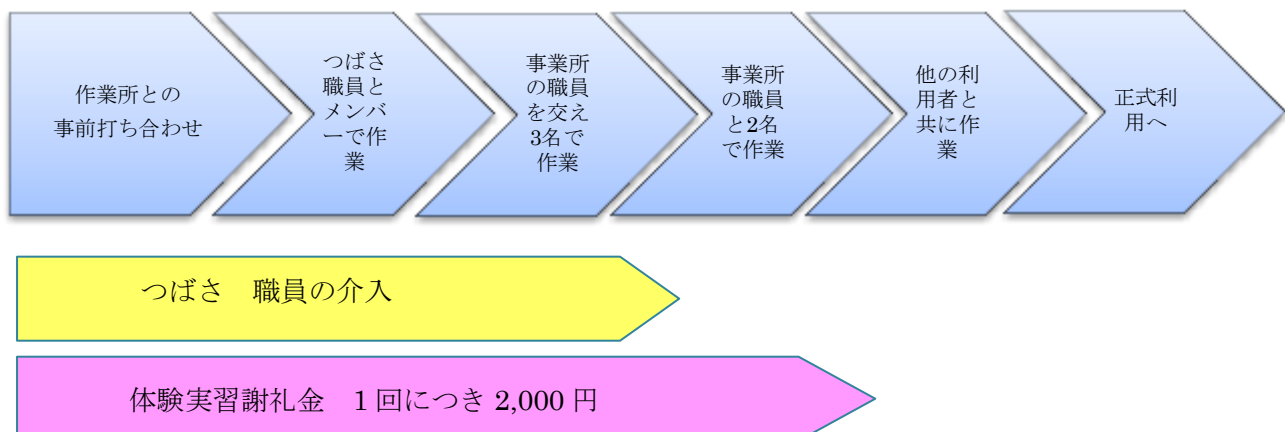 作業所との
事前打ち合わせ
つばさ
職員と
メンバ
ーで作
業
事業所
の職員
を交え
3名で
作業
事業所
の職員
と2名
で作業
他の利
用者と
共に作
業
正式利
用へ
つばさ　職員の介入
体験実習謝礼金　1回につき 2,000 円